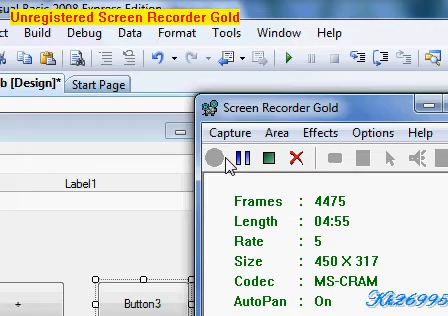 Unregistered Screen Recorder Gold
sual Basic 2008 Express Edition
ct Build Debug Data Format Tools Window
b [Design]* Start Page
Screen Recorder Gold
Capture Area Effects Options Help
Label1
Frames : 4475
Length : 04:55
Rate : 5
Size : 450 X 317
Codec : MS-CRAM
AutoPan : On
+ Button3
Ki26995